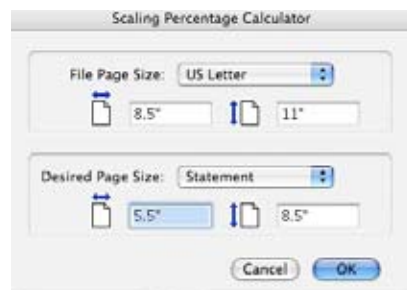 Scaling Percentage Calculator
File Page Size: US Letter
8.5" 11"
Desired Page Size: Statement
5.5" 8.5"
Cancel OK